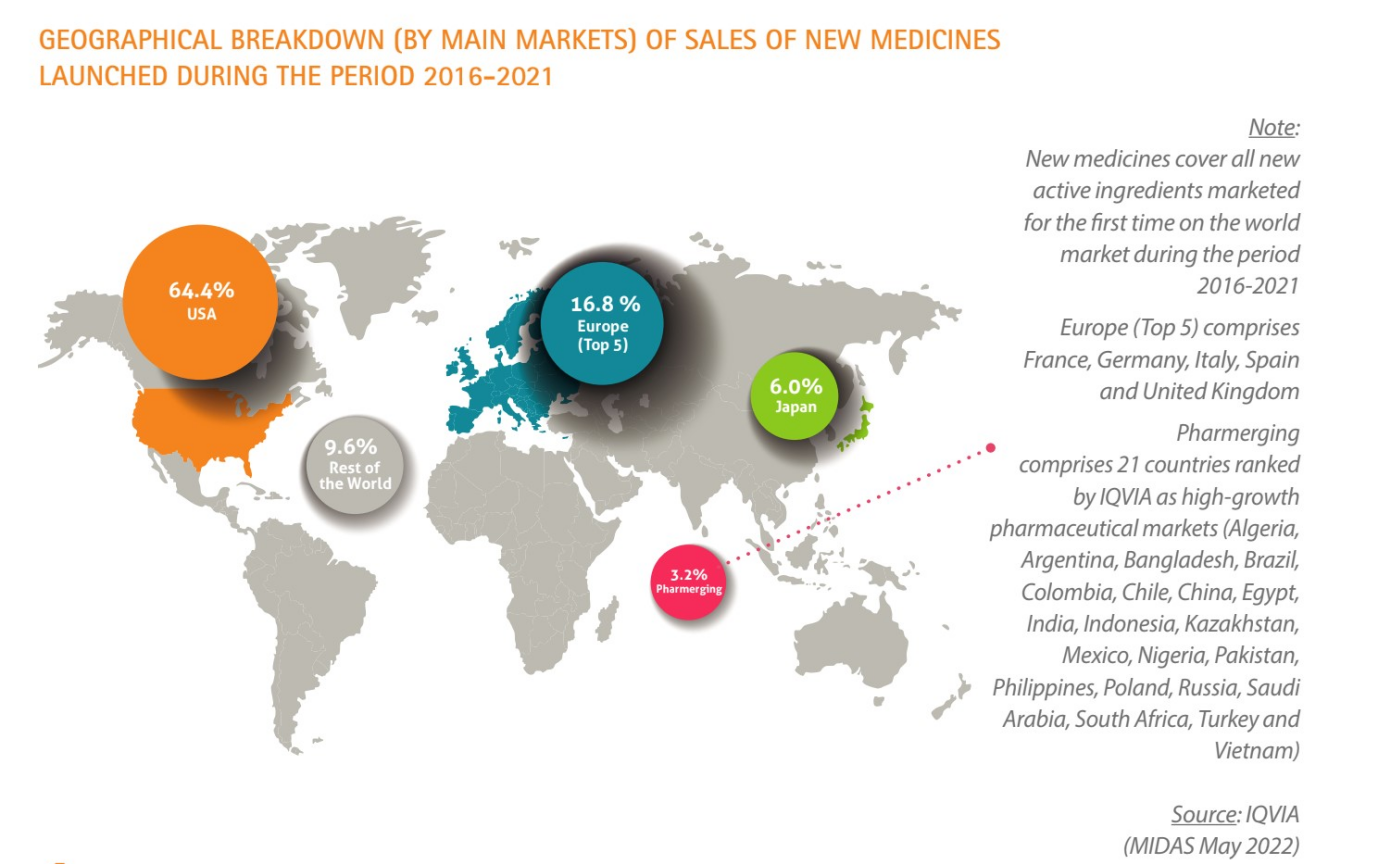 GEOGRAPHICAL BREAKDOWN (BY MAIN MARKETS) OF SALES OF NEW MEDICINES
LAUNCHED DURING THE PERIOD 2016-2021
64.4%
USA
16.8 %
Europe
(Top 5)
6.0%
Japan
9.6%
Rest of
the World
3.2%
Pharmerging
Note:
New medicines cover all new
active ingredients marketed
for the first time on the world
market during the period
2016-2021
Europe (Top 5) comprises
France, Germany, Italy, Spain
and United Kingdom
Pharmerging
comprises 21 countries ranked
by IQVIA as high-growth
pharmaceutical markets (Algeria,
Argentina, Bangladesh, Brazil,
Colombia, Chile, China, Egypt,
India, Indonesia, Kazakhstan,
Mexico, Nigeria, Pakistan,
Philippines, Poland, Russia, Saudi
Arabia, South Africa, Turkey and
Vietnam)
Source: IQVIA
(MIDAS May 2022)